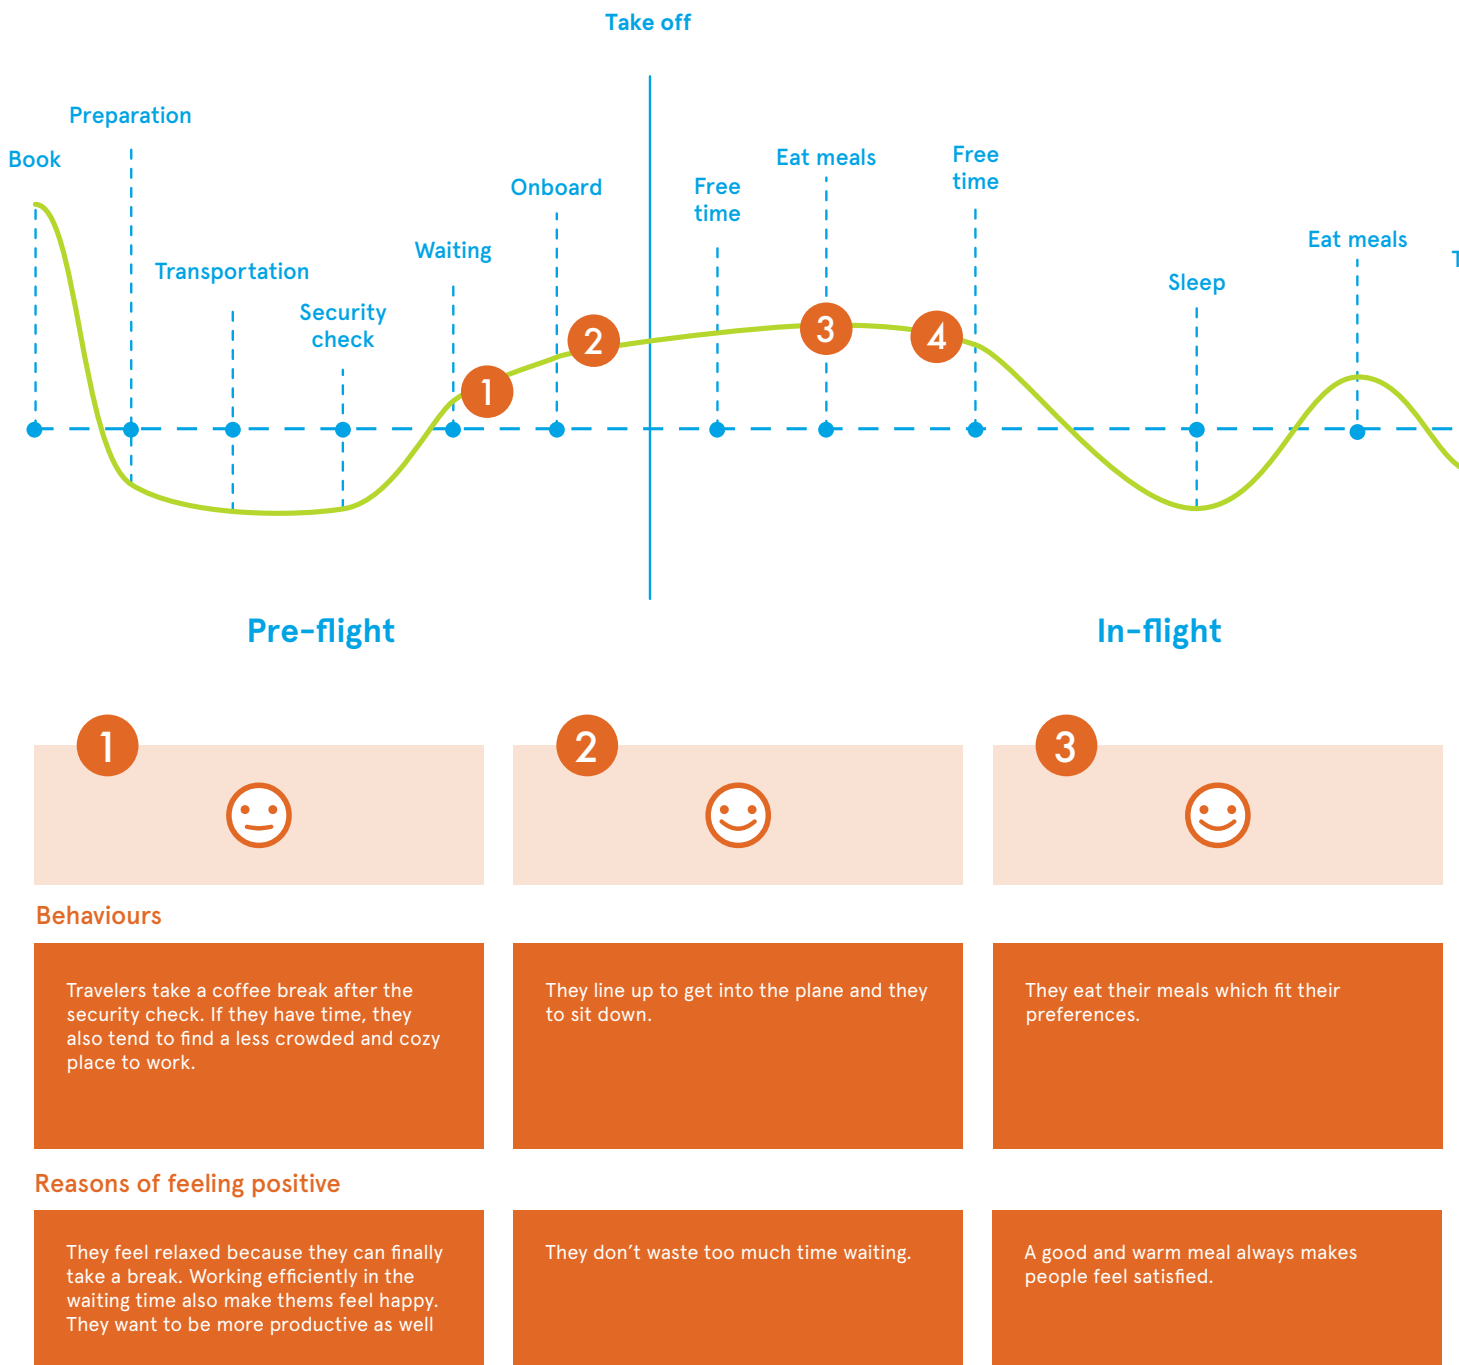 Take off
Preparation
Book
Transportation
Security
check
Waiting
Onboard
Free
time
Eat meals
Free
time
Sleep
Eat meals
T
1
2
3
4
Pre-flight
In-flight
1
2
3
Behaviours
Travelers take a coffee break after the
security check. If they have time, they
also tend to find a less crowded and cozy
place to work.
They line up to get into the plane and they
to sit down.
They eat their meals which fit their
preferences.
Reasons of feeling positive
They feel relaxed because they can finally
take a break. Working efficiently in the
waiting time also make thems feel happy.
They want to be more productive as well
They don't waste too much time waiting.
A good and warm meal always makes
people feel satisfied.